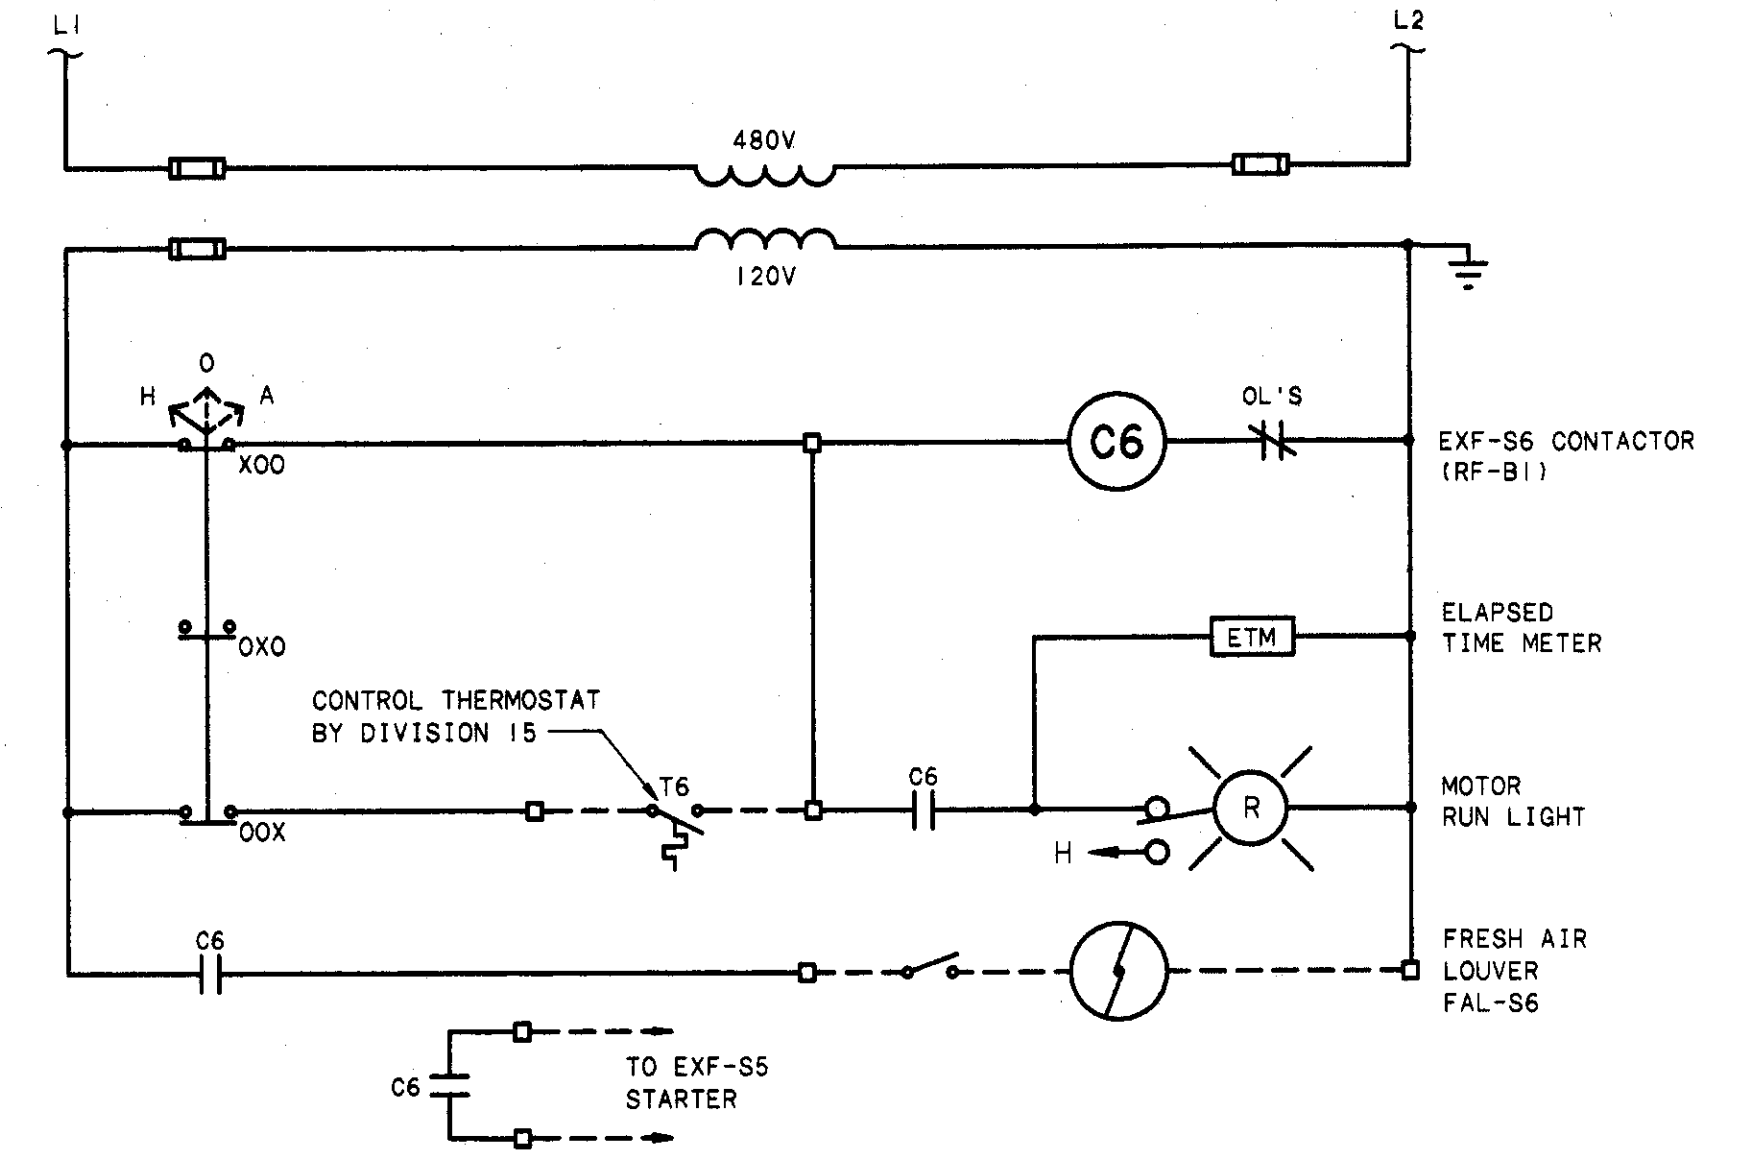 L1
L2
480V
120V
O
H
A
XOO
C6
OL'S
EXF-S6 CONTACTOR
(RF-B1)
OXO
ETM
ELAPSED
TIME METER
CONTROL THERMOSTAT
BY DIVISION 15
T6
OOX
C6
H
R
MOTOR
RUN LIGHT
C6
FRESH AIR
LOUVER
FAL-S6
C6
TO EXF-S5
STARTER